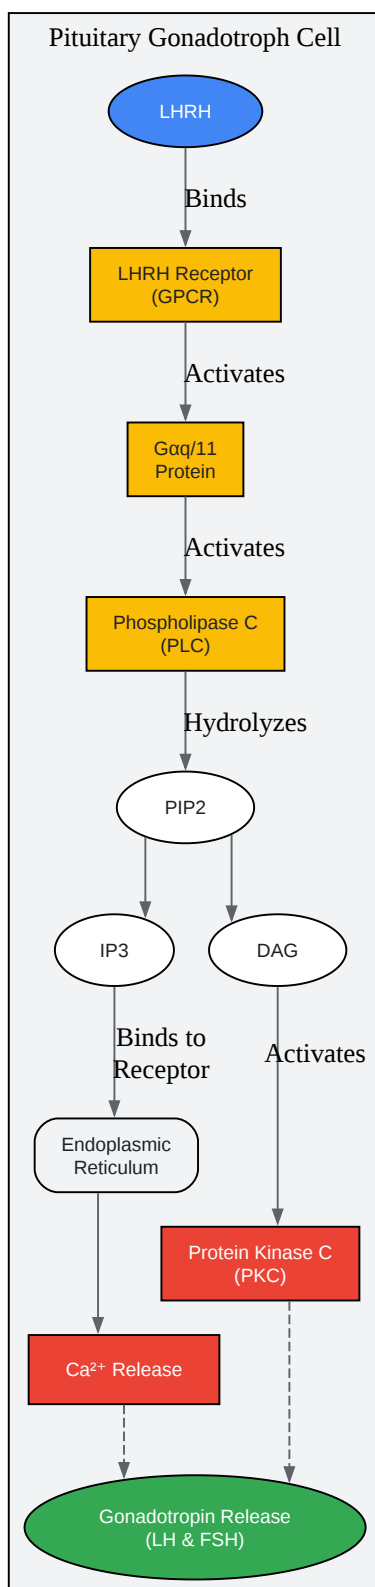 Pituitary Gonadotroph Cell
LHRH
Binds
LHRH Receptor
(GPCR)
Activates
Gαq/11
Protein
Activates
Phospholipase C
(PLC)
Hydrolyzes
PIP2
IP3
DAG
Binds to
Receptor
Activates
Endoplasmic
Reticulum
Protein Kinase C
(PKC)
Ca²⁺ Release
Gonadotropin Release
(LH & FSH)